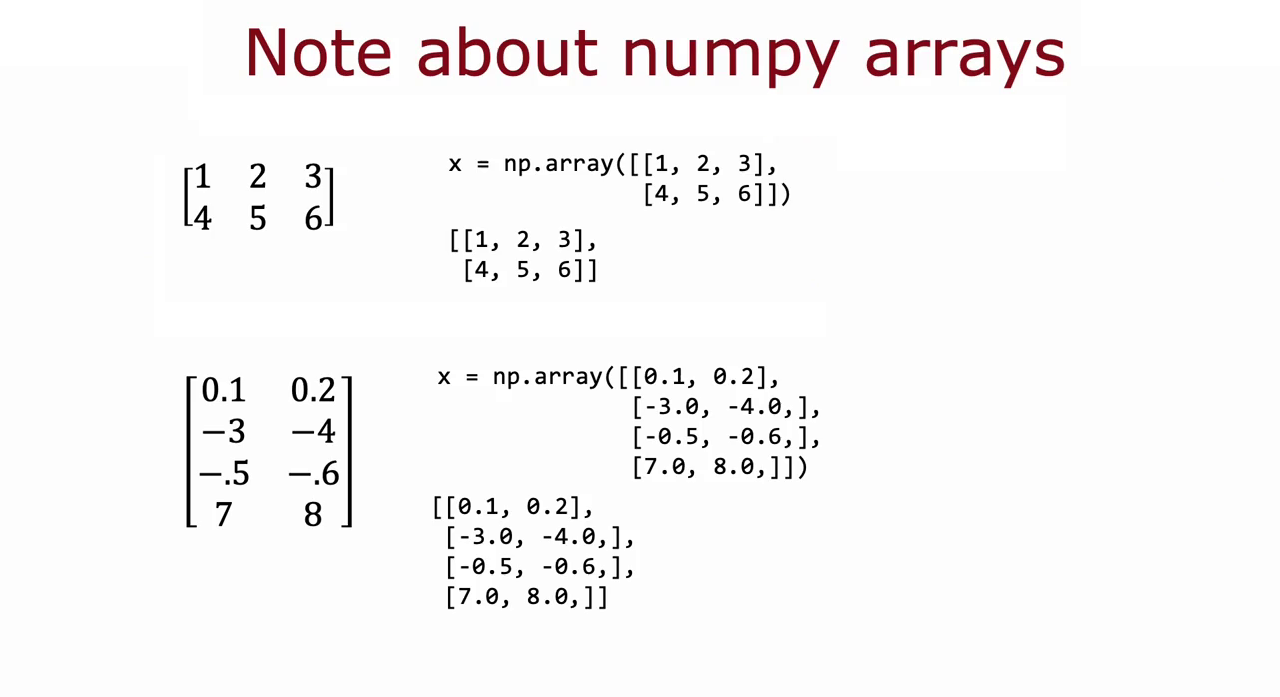 Note about numpy arrays
[1 2 3
4 5 6]
x = np.array([[1, 2, 3],
[4, 5, 6]])
[[1, 2, 3],
[4, 5, 6]]
[0.1 0.2
−3 −4
−.5 −.6
7 8]
x = np.array([[0.1, 0.2],
[-3.0, -4.0,],
[-0.5, -0.6,],
[7.0, 8.0,]])
[[0.1, 0.2],
[-3.0, -4.0,],
[-0.5, -0.6,],
[7.0, 8.0,]]